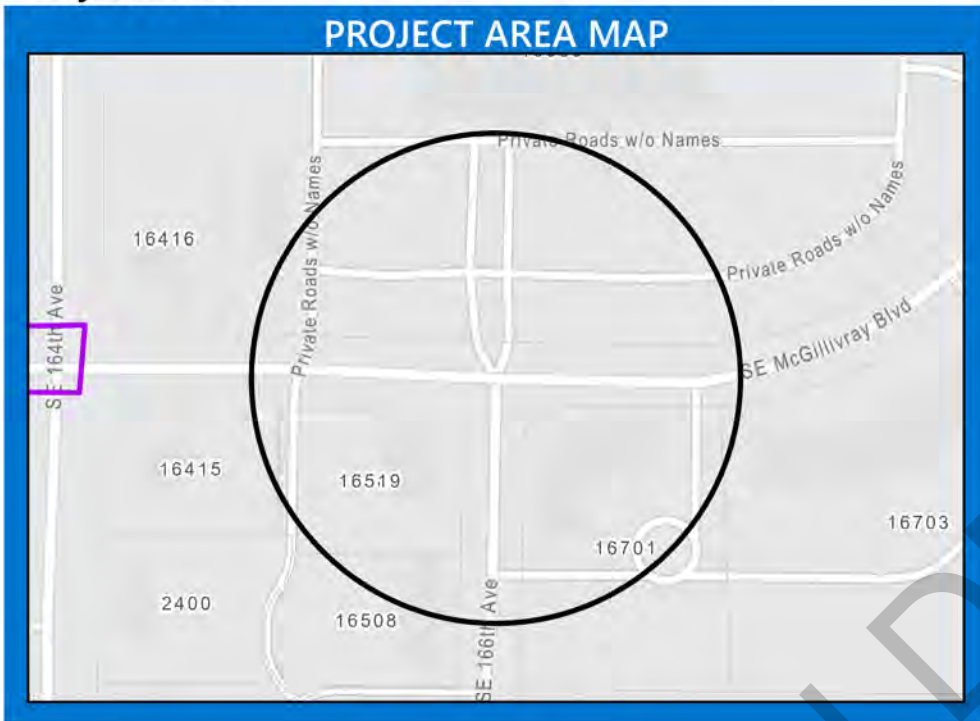 PROJECT AREA MAP
Private Roads w/o Names
Private Roads w/o Names
16416
Private Roads w/o Names
SE 164th Ave
SE McGillivray Blvd
16415
16519
16703
16701
2400
16508
SE 166th Ave